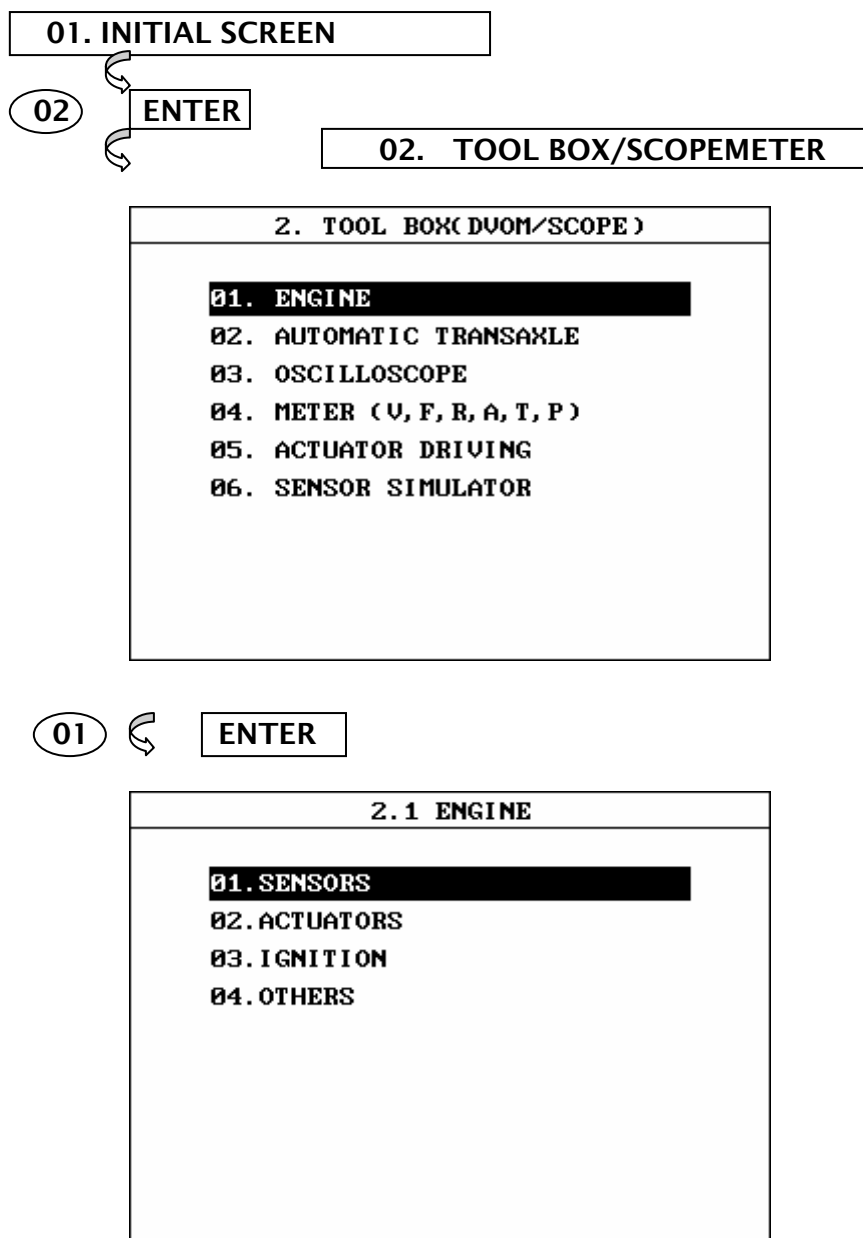 01. INITIAL SCREEN
02 ENTER
02. TOOL BOX/SCOPEMETER
2. TOOL BOX(DVOM/SCOPE)
01. ENGINE
02. AUTOMATIC TRANSAXLE
03. OSCILLOSCOPE
04. METER (V,F,R,A,T,P)
05. ACTUATOR DRIVING
06. SENSOR SIMULATOR
01 ENTER
2.1 ENGINE
01.SENSORS
02.ACTUATORS
03.IGNITION
04.OTHERS